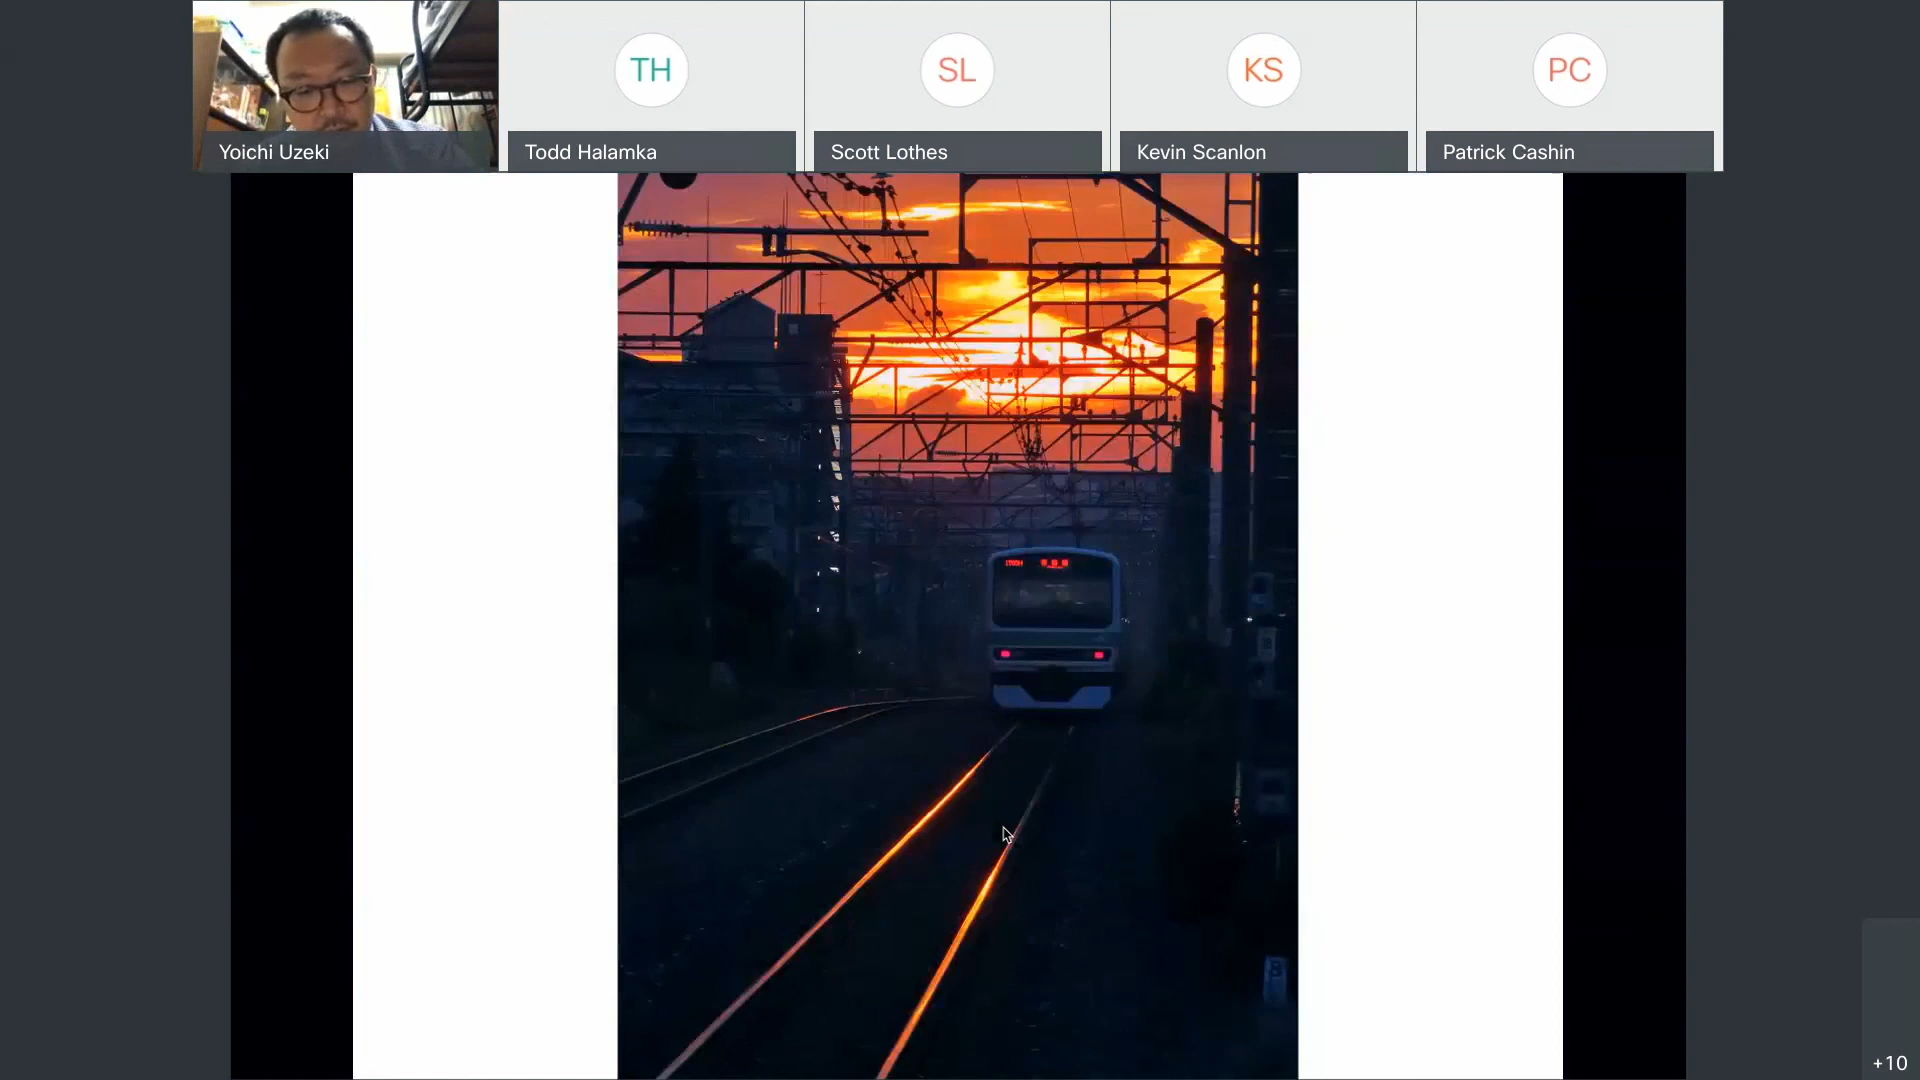 TH
SL
KS
PC
Yoichi Uzeki
Todd Halamka
Scott Lothes
Kevin Scanlon
Patrick Cashin
+10